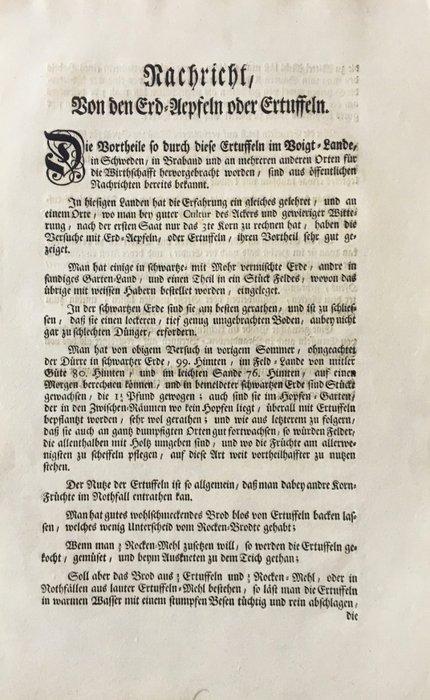 Nachricht/
Von den Erd-Aepfeln oder Ertuffeln.
Die Vortheile so durch diese Ertuffeln im Voigt-Lande,
in Schweden, in Braband und an mehreren anderen Orten für
die Wirthschafft hervorgebracht worden, sind aus öffentlichen
Nachrichten bereits bekannt.
In hiesigen Landen hat die Erfahrung ein gleiches gelehret, und an
einem Orte, wo man bey guter Cultur des Ackers und gewieriger Witte-
rung, nach der ersten Saat nur das 3te Korn zu rechnen hat, haben die
Versuche mit Erd-Aepfeln, oder Ertuffeln, ihren Vortheil sehr gut ge-
zeiget.
Man hat einige in schwartze- mit Mehr vermischte Erde, andre in
sandiges Garten-Land, und einen Theil in ein Stück Feldes, wovon das
übrige mit weissen Habern bestellet worden, eingeleget.
In der schwartzen Erde sind sie am besten gerathen, und ist zu schlies-
sen, daß sie einen lockeren, tief genug umgebrachten Boden, anbey nicht
gar zu schlechten Dünger, erfordern.
Man hat von obigem Versuch in vorigem Sommer, ohngeachtet
der Dürre in schwartzer Erde, 99. Himten, im Feld-Lande von mitler
Güte 80. Himten, und im leichten Sande 76. Himten, auf einen
Morgen berechnen können, und in bemeldeter schwartzen Erde sind Stücke
gewachsen, die 1½ Pfund gewogen; auch sind sie im Hopfen-Garten,
der in den Zwischen-Räumen wo kein Hopfen liegt, überall mit Ertuffeln
bepflantzt worden, sehr wol gerathen; und wie aus letzterem zu folgern,
daß sie auch an gantz dumpfigten Orten gut fortwachsen, so würden Felder,
die allenthalben mit Holtz umgeben sind, und wo die Früchte am allerwe-
nigsten zu scheffeln pflegen, auf diese Art weit vortheilhaffter zu nutzen
stehen.
Der Nutze der Ertuffeln ist so allgemein, daß man dabey andre Korn-
Früchte im Nothfall entrathen kan.
Man hat gutes wohlschmeckendes Brod blos von Ertuffeln backen las-
sen, welches wenig Unterscheid vom Rocken-Brodte gehabt;
Wenn man Rocken-Mehl zusetzen will, so werden die Ertuffeln ge-
kocht, gemüset, und beym Auskneten zu dem Teich gethan;
Soll aber das Brod aus Ertuffeln und Rocken-Mehl, oder in
Nothfällen aus lauter Ertuffeln-Mehl bestehen, so läst man die Ertuffeln
in warmen Wasser mit einem stumpfen Besen tüchtig und rein abschlagen,
die